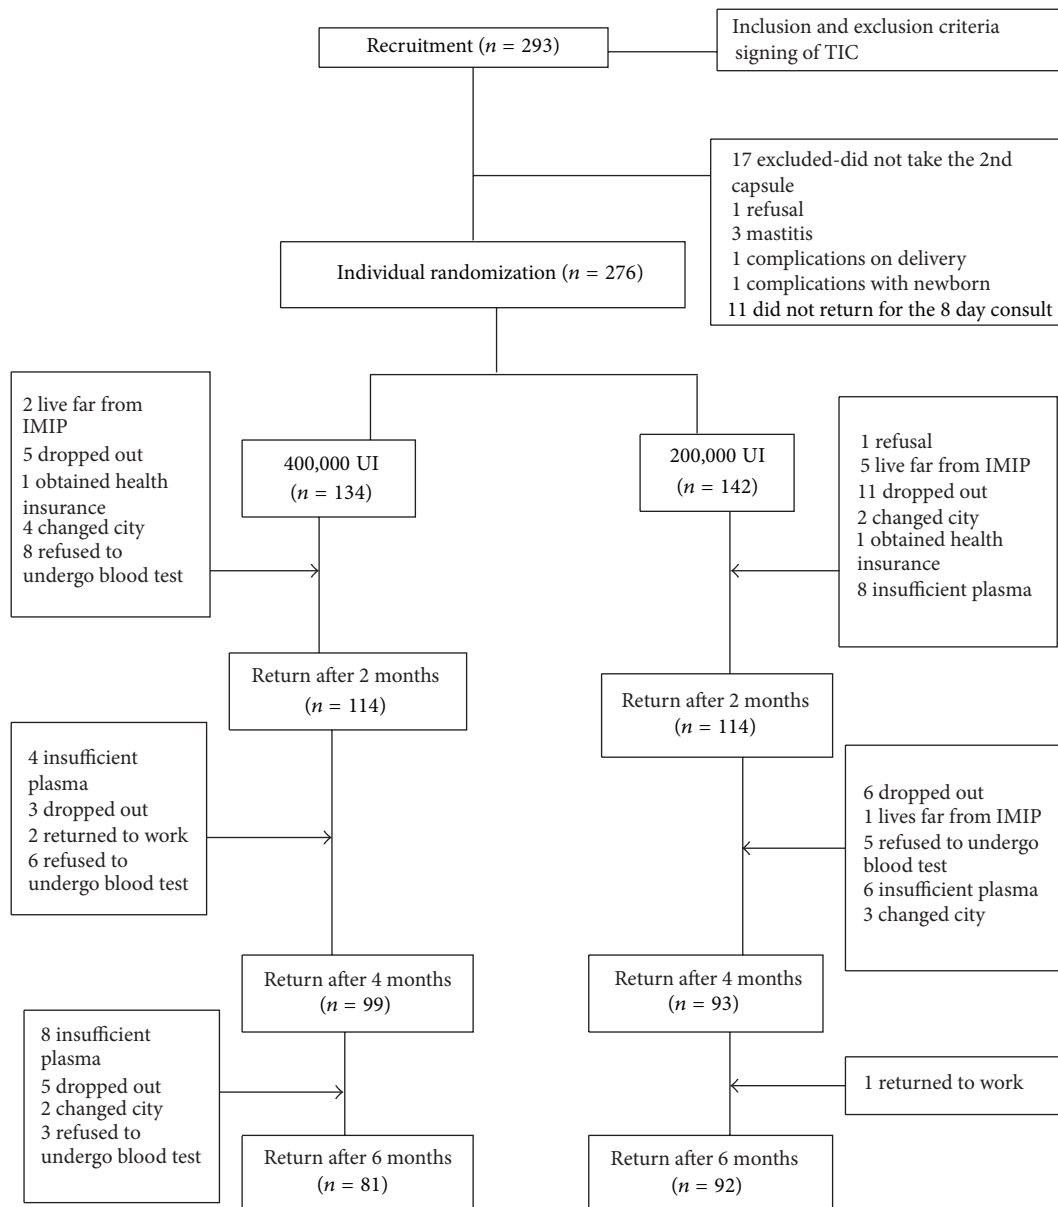 Recruitment (n = 293)
Inclusion and exclusion criteria
signing of TIC
17 excluded-did not take the 2nd
capsule
1 refusal
3 mastitis
1 complications on delivery
1 complications with newborn
11 did not return for the 8 day consult
Individual randomization (n = 276)
2 live far from
IMIP
5 dropped out
1 obtained health
insurance
4 changed city
8 refused to
undergo blood test
400,000 UI
(n = 134)
200,000 UI
(n = 142)
1 refusal
5 live far from IMIP
11 dropped out
2 changed city
1 obtained health
insurance
8 insufficient plasma
Return after 2 months
(n = 114)
Return after 2 months
(n = 114)
4 insufficient
plasma
3 dropped out
2 returned to work
6 refused to
undergo blood test
6 dropped out
1 lives far from IMIP
5 refused to undergo
blood test
6 insufficient plasma
3 changed city
Return after 4 months
(n = 99)
Return after 4 months
(n = 93)
8 insufficient
plasma
5 dropped out
2 changed city
3 refused to
undergo blood test
1 returned to work
Return after 6 months
(n = 81)
Return after 6 months
(n = 92)